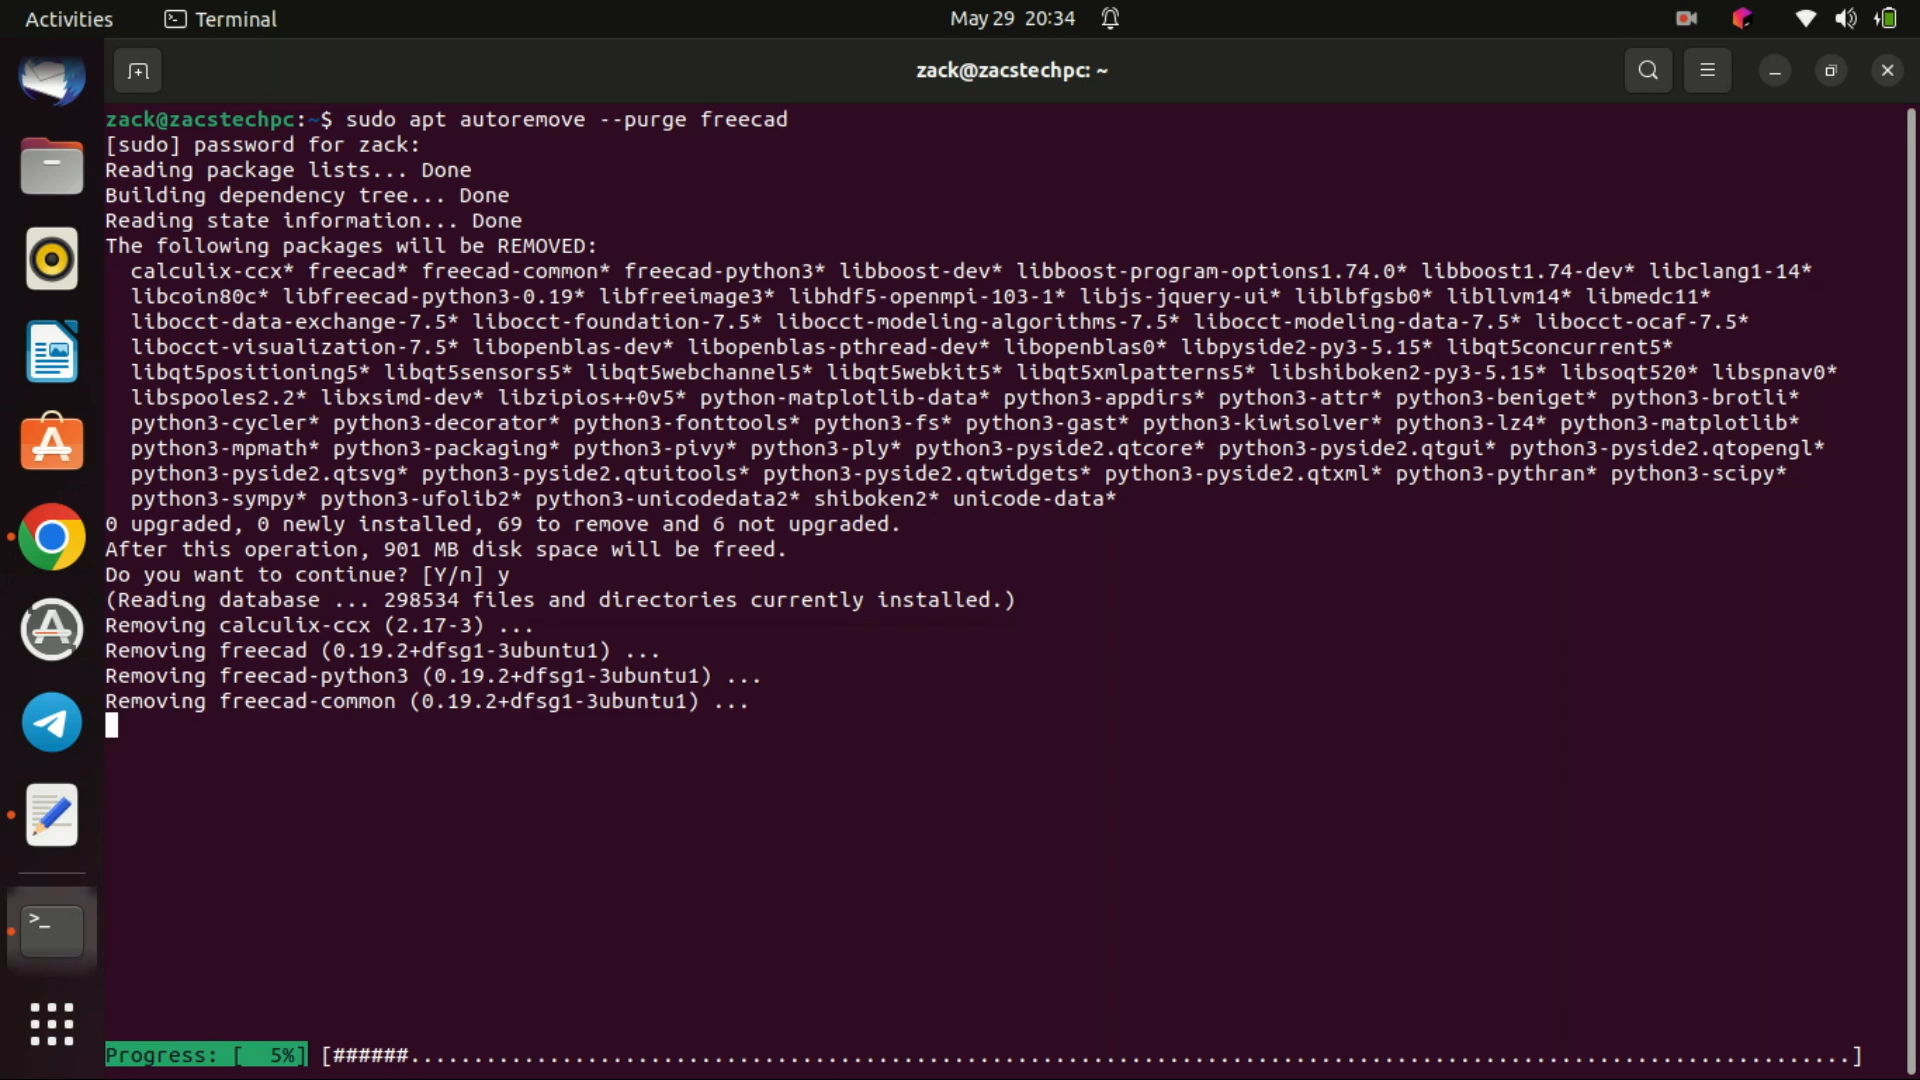 Activities Terminal May 29 20:34
zack@zacstechpc: ~
zack@zacstechpc:~$ sudo apt autoremove --purge freecad
[sudo] password for zack:
Reading package lists... Done
Building dependency tree... Done
Reading state information... Done
The following packages will be REMOVED:
calculix-ccx* freecad* freecad-common* freecad-python3* libboost-dev* libboost-program-options1.74.0* libboost1.74-dev* libclang1-14*
libcoin80c* libfreecad-python3-0.19* libfreeimage3* libhdf5-openmpi-103-1* libjs-jquery-ui* liblbfgsb0* libllvm14* libmedc11*
libocct-data-exchange-7.5* libocct-foundation-7.5* libocct-modeling-algorithms-7.5* libocct-modeling-data-7.5* libocct-ocaf-7.5*
libocct-visualization-7.5* libopenblas-dev* libopenblas-pthread-dev* libopenblas0* libpyside2-py3-5.15* libqt5concurrent5*
libqt5positioning5* libqt5sensors5* libqt5webchannel5* libqt5webkit5* libqt5xmlpatterns5* libshiboken2-py3-5.15* libsoqt520* libspnav0*
libspooles2.2* libxsimd-dev* libzipios++0v5* python-matplotlib-data* python3-appdirs* python3-attr* python3-beniget* python3-brotli*
python3-cycler* python3-decorator* python3-fonttools* python3-fs* python3-gast* python3-kiwisolver* python3-lz4* python3-matplotlib*
python3-mpmath* python3-packaging* python3-pivy* python3-ply* python3-pyside2.qtcore* python3-pyside2.qtgui* python3-pyside2.qtopengl*
python3-pyside2.qtsvg* python3-pyside2.qtuitools* python3-pyside2.qtwidgets* python3-pyside2.qtxml* python3-pythran* python3-scipy*
python3-sympy* python3-ufolib2* python3-unicodedata2* shiboken2* unicode-data*
0 upgraded, 0 newly installed, 69 to remove and 6 not upgraded.
After this operation, 901 MB disk space will be freed.
Do you want to continue? [Y/n] y
(Reading database ... 298534 files and directories currently installed.)
Removing calculix-ccx (2.17-3) ...
Removing freecad (0.19.2+dfsg1-3ubuntu1) ...
Removing freecad-python3 (0.19.2+dfsg1-3ubuntu1) ...
Removing freecad-common (0.19.2+dfsg1-3ubuntu1) ...
Progress: [  5%] [######..................................................................................................................]